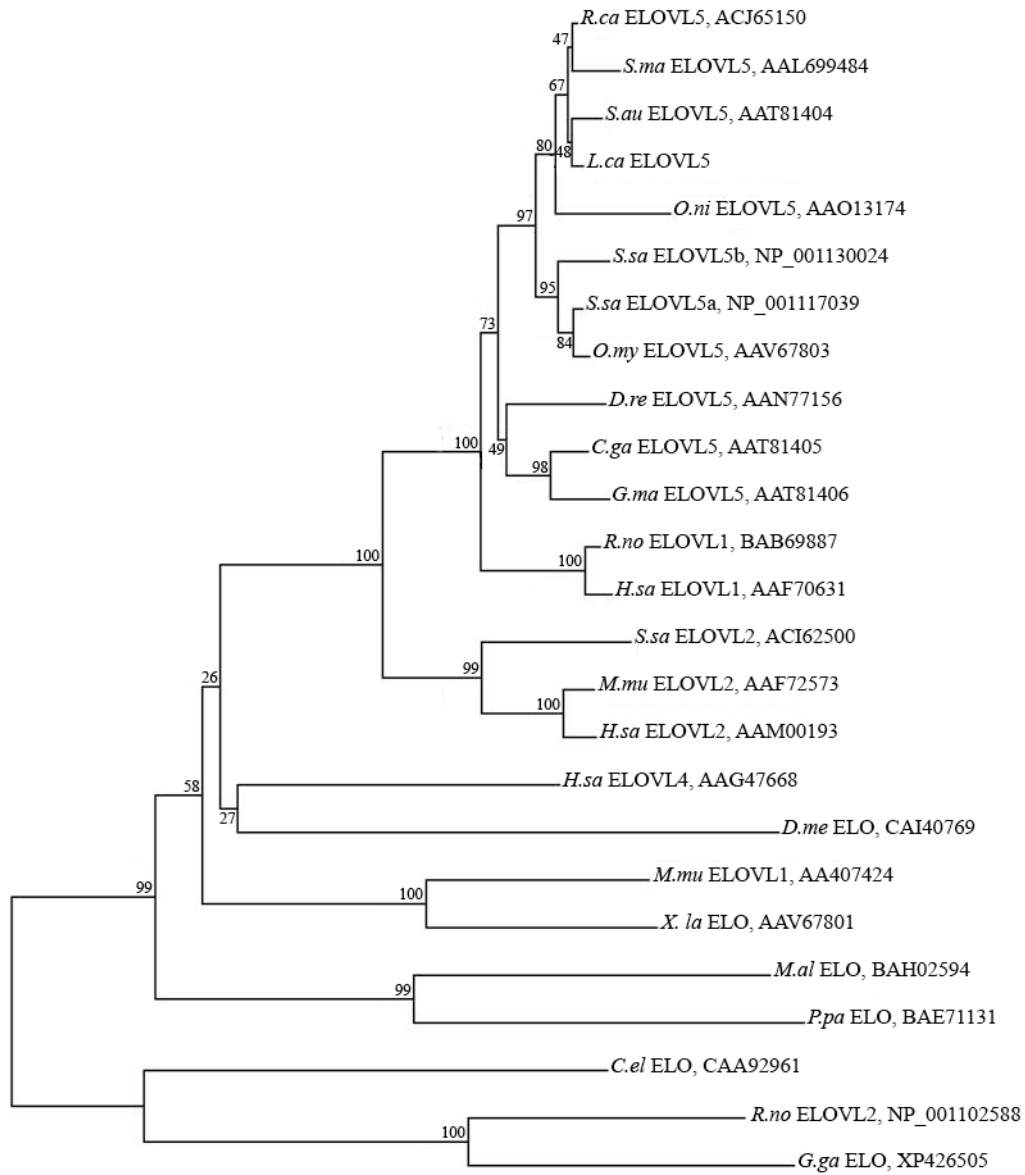 R.ca ELOVL5, ACJ65150
47
S.ma ELOVL5, AAL699484
67
S.au ELOVL5, AAT81404
80
48
L.ca ELOVL5
O.ni ELOVL5, AAO13174
97
S.sa ELOVL5b, NP_001130024
95
S.sa ELOVL5a, NP_001117039
73
84
O.my ELOVL5, AAV67803
D.re ELOVL5, AAN77156
100
49
C.ga ELOVL5, AAT81405
98
G.ma ELOVL5, AAT81406
R.no ELOVL1, BAB69887
100
100
H.sa ELOVL1, AAF70631
S.sa ELOVL2, ACI62500
99
26
M.mu ELOVL2, AAF72573
100
H.sa ELOVL2, AAM00193
H.sa ELOVL4, AAG47668
58
27
D.me ELO, CAI40769
M.mu ELOVL1, AA407424
99
100
X. la ELO, AAV67801
M.al ELO, BAH02594
99
P.pa ELO, BAE71131
C.el ELO, CAA92961
R.no ELOVL2, NP_001102588
100
G.ga ELO, XP426505